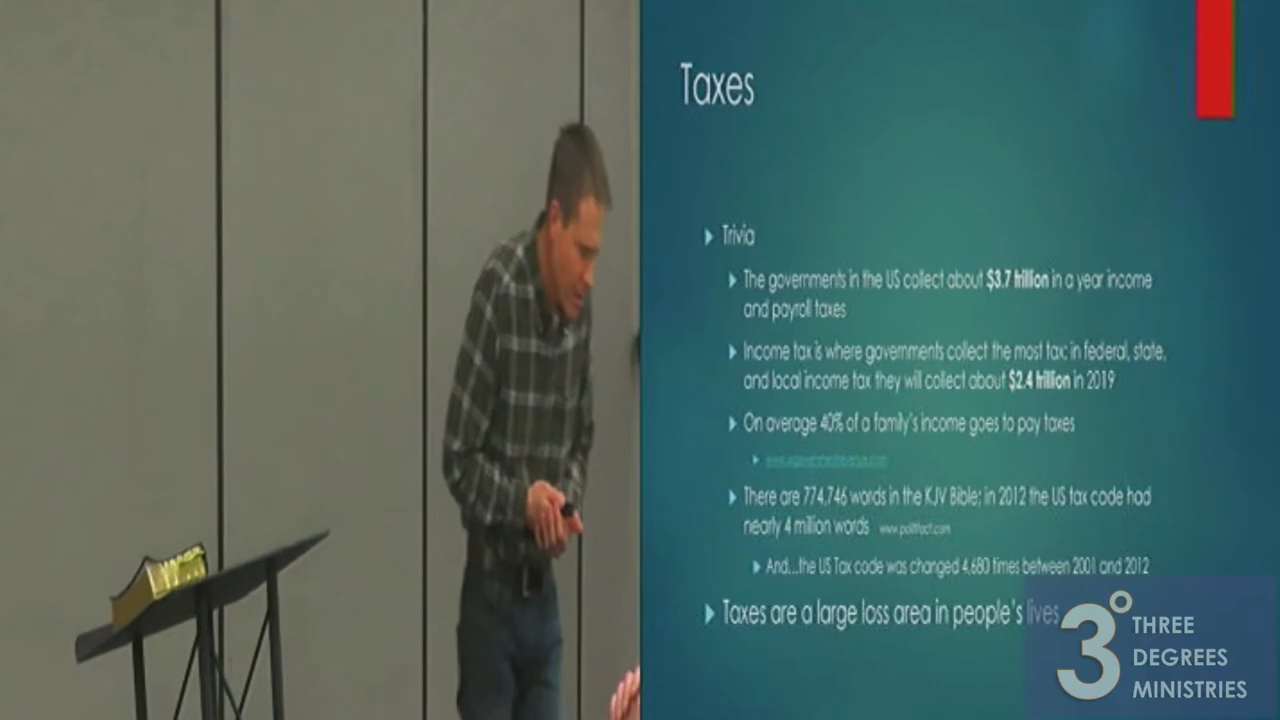 Taxes
Trivia
The governments in the US collect about $3.7 trillion in a year income
and payroll taxes
Income tax is where governments collect the most tax: in federal, state,
and local income tax they will collect about $2.4 trillion in 2019
On average 40% of a family's income goes to pay taxes
There are 774,746 words in the KJV Bible; in 2012 the US tax code had
nearly 4 million words www.politifact.com
And...the US Tax code was changed 4,680 times between 2001 and 2012
Taxes are a large loss area in people's lives
3° THREE
DEGREES
MINISTRIES